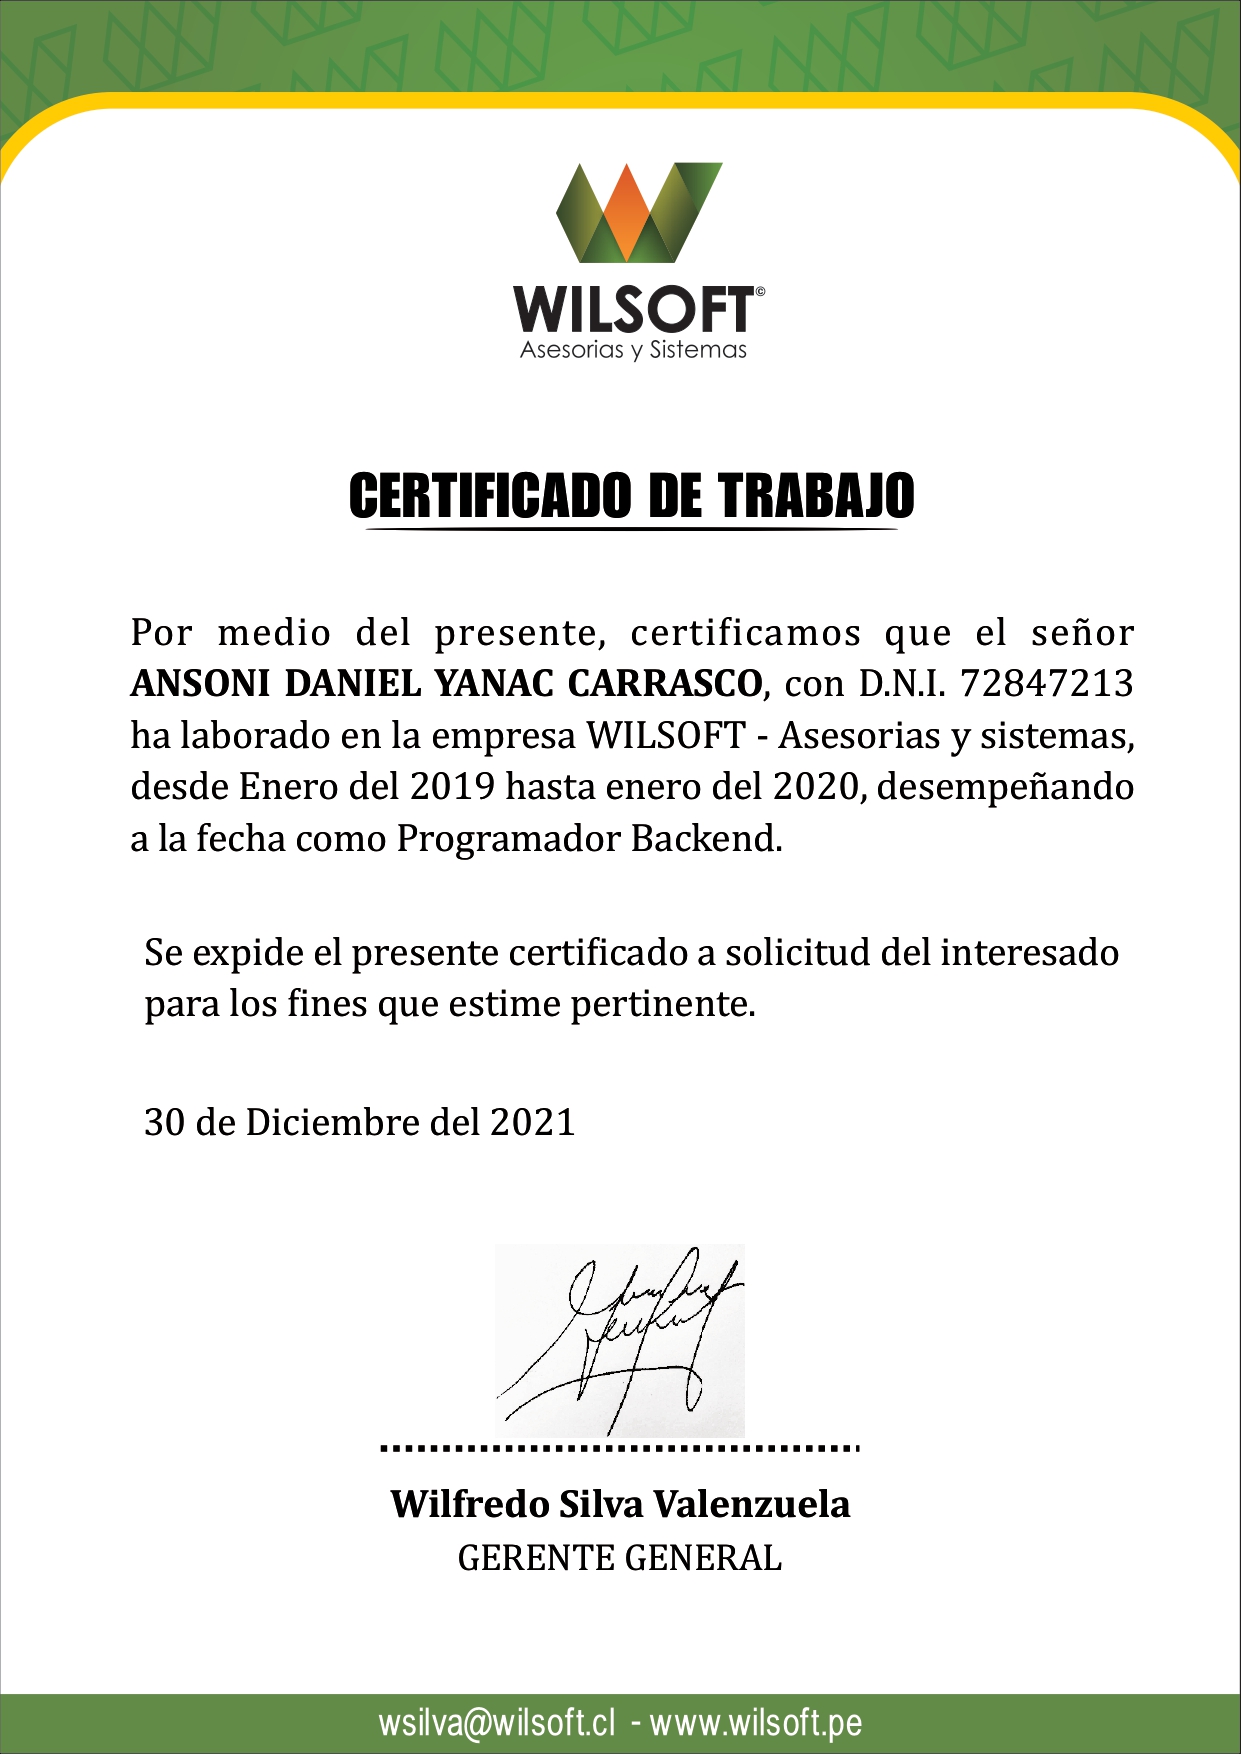 WILSOFT©
Asesorias y Sistemas
CERTIFICADO DE TRABAJO
Por medio del presente, certificamos que el señor
ANSONI DANIEL YANAC CARRASCO, con D.N.I. 72847213
ha laborado en la empresa WILSOFT - Asesorias y sistemas,
desde Enero del 2019 hasta enero del 2020, desempeñando
a la fecha como Programador Backend.
Se expide el presente certificado a solicitud del interesado
para los fines que estime pertinente.
30 de Diciembre del 2021
Wilfredo Silva Valenzuela
GERENTE GENERAL
wsilva@wilsoft.cl - www.wilsoft.pe